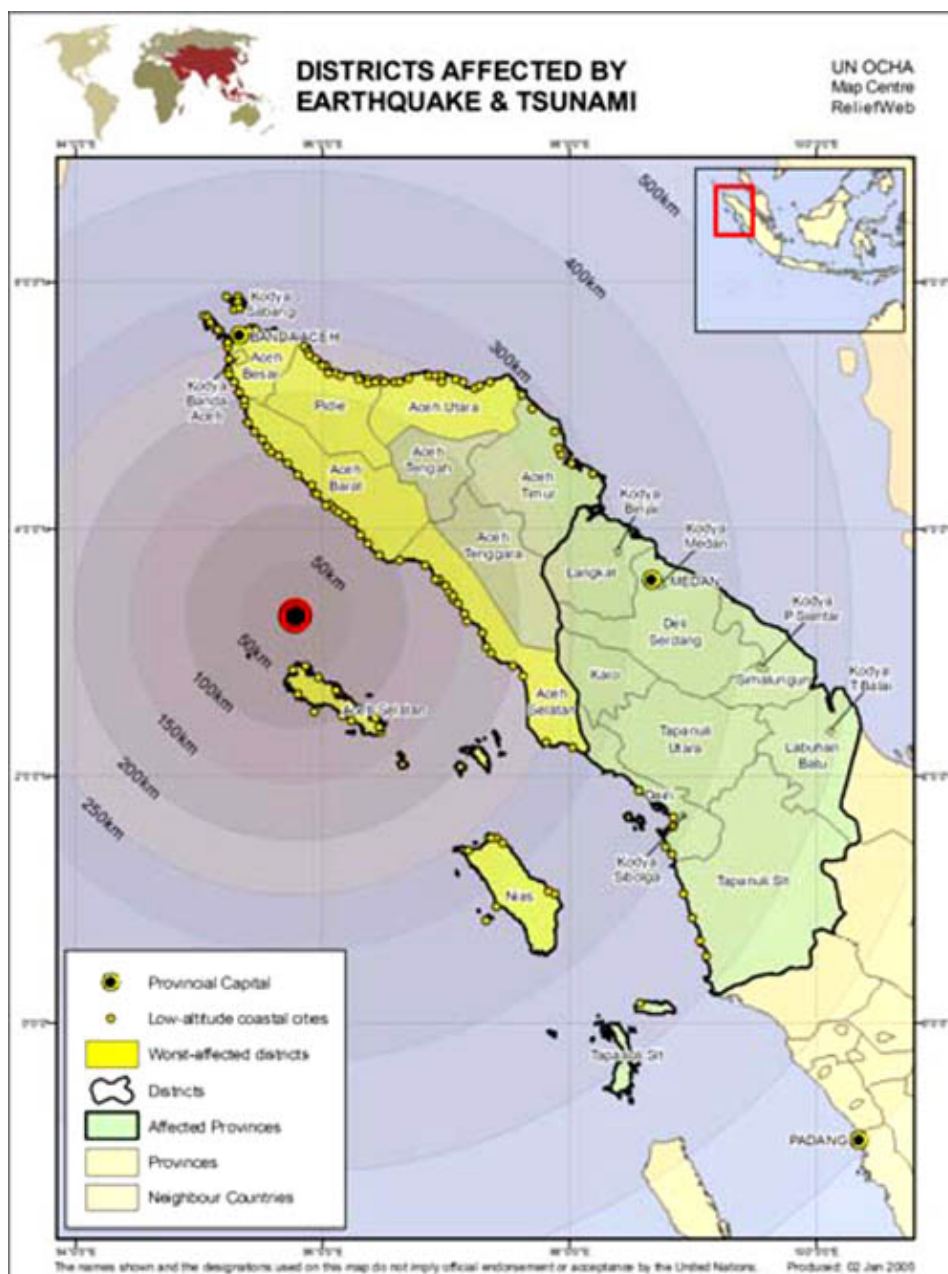 DISTRICTS AFFECTED BY
EARTHQUAKE & TSUNAMI
UN OCHA
Map Centre
ReliefWeb
500km
400km
300km
Kodya
Sabang
BANDA ACEH
Aceh
Besar
Kodya
Banda
Aceh
Pidie
Aceh Utara
Aceh
Tengah
Aceh
Barat
Aceh
Timur
Kodya
Binjai
Kodya
Medan
Aceh
Tenggara
Langkat
MEDAN
50km
Kodya
P.Siantar
Deli
Serdang
50km
Karo
Simalungun
Kodya
T.Balai
100km
Aceh Selatan
Aceh
Selatan
Tapanuli
Utara
Labuhan
Batu
150km
200km
Dairi
250km
Kodya
Sibolga
Tapanuli Slt
Nias
Tapanuli Slt
PADANG
Provincial Capital
Low-altitude coastal cities
Worst-affected districts
Districts
Affected Provinces
Provinces
Neighbour Countries
The names shown and the designations used on this map do not imply official endorsement or acceptance by the United Nations.
Produced: 02 Jan 2005